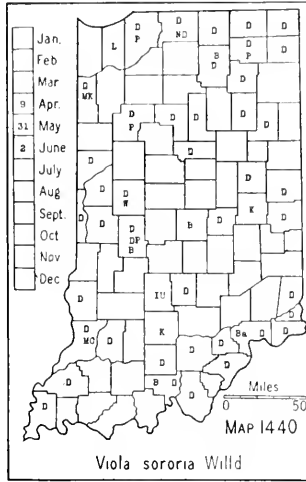 Jan.
Feb
Mar
9 Apr.
31 May
2 June
July
Aug
Sept.
Oct
Nov
Dec
D
D D
L P ND D D D
B P
D D
D
MK
D
P D D D
D
D
D
D
D
W K
D D B D
D
DP
B
D IU D
D
D K Ba D D
MC D D D
D
D B D
D D
Miles
0 50
MAP 1440
Viola sororia Willd